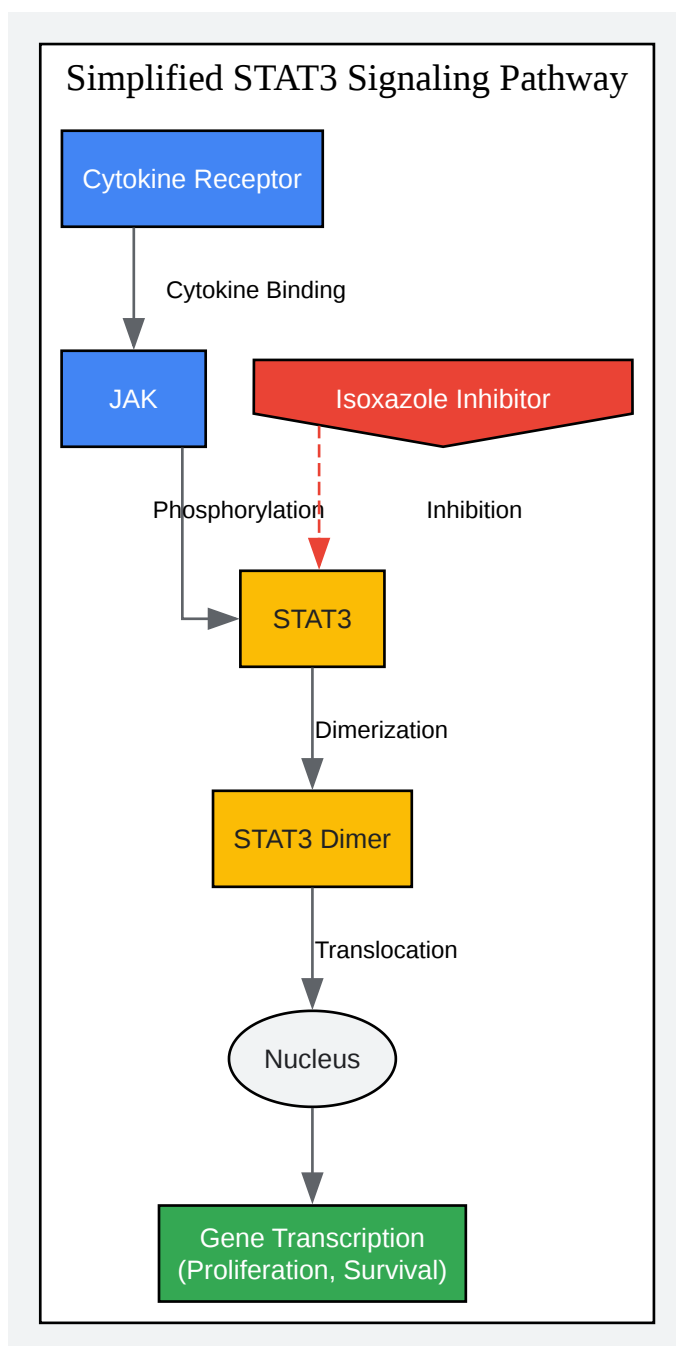 Simplified STAT3 Signaling Pathway
Cytokine Receptor
Cytokine Binding
JAK
Isoxazole Inhibitor
Phosphorylation
Inhibition
STAT3
Dimerization
STAT3 Dimer
Translocation
Nucleus
Gene Transcription
(Proliferation, Survival)